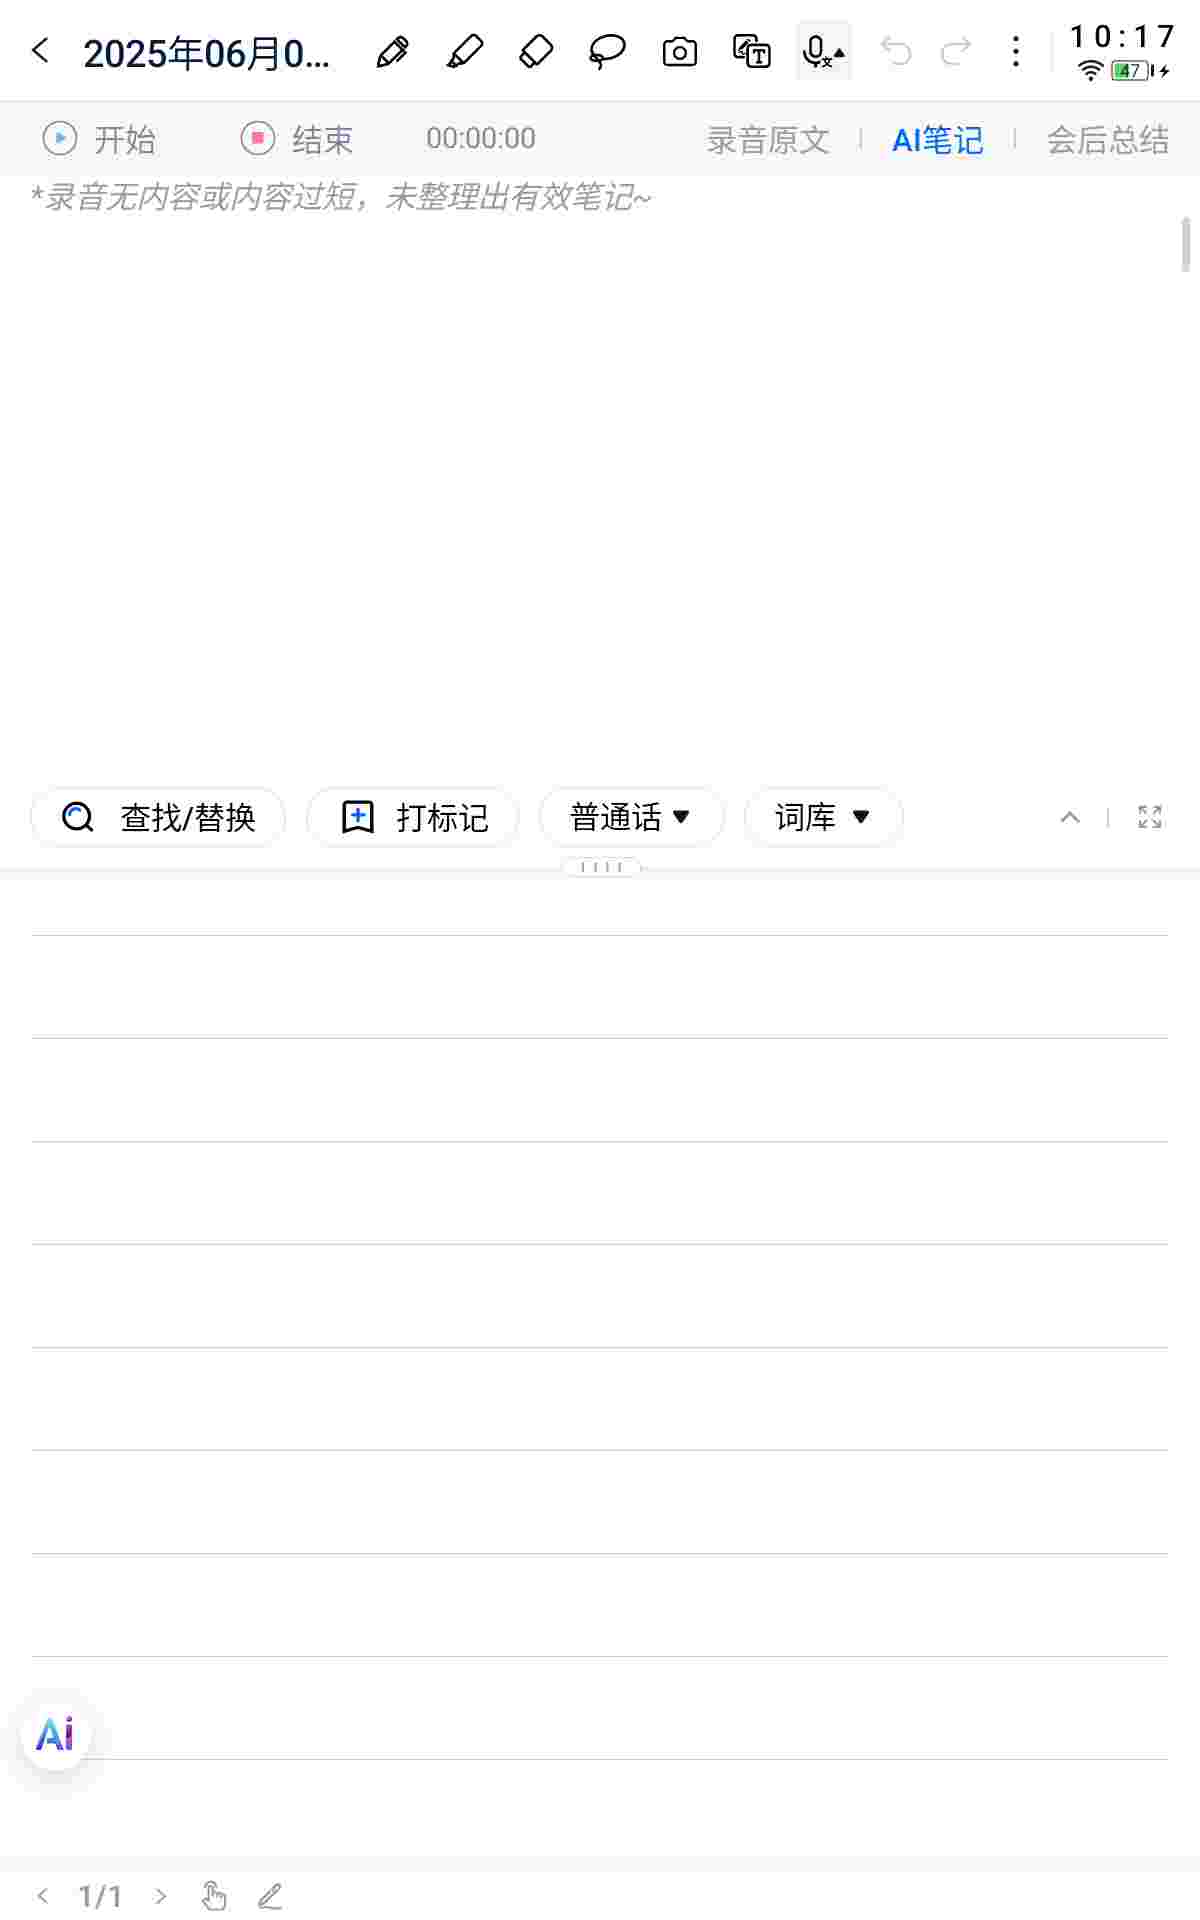 2025年06月0...
10:17
47
开始 结束 00:00:00 录音原文 AI笔记 会后总结
*录音无内容或内容过短，未整理出有效笔记~
查找/替换 打标记 普通话 词库
Ai
1/1